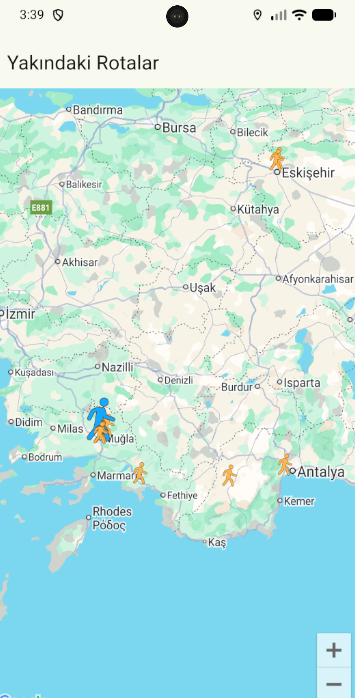 3:39
Yakındaki Rotalar
Bandırma
Bursa
Bilecik
Eskişehir
Balıkesir
E881
Kütahya
Akhisar
Uşak
Afyonkarahisar
İzmir
Kuşadası
Nazilli
Denizli
Burdur
Isparta
Didim
Milas
Muğla
Bodrum
Marmaris
Fethiye
Antalya
Kemer
Rhodes
Ρόδος
Kaş
+
−